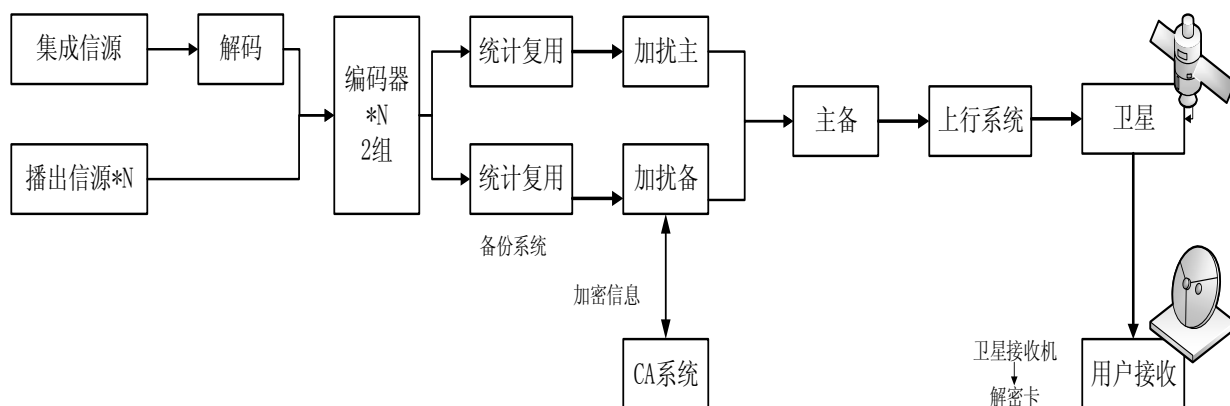 集成信源
解码
编码器
*N
2组
统计复用
加扰主
主备
上行系统
卫星
播出信源*N
统计复用
加扰备
备份系统
加密信息
CA系统
卫星接收机
解密卡
用户接收